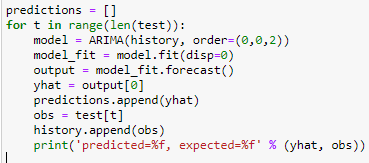 predictions = []
for t in range(len(test)):
    model = ARIMA(history, order=(0,0,2))
    model_fit = model.fit(disp=0)
    output = model_fit.forecast()
    yhat = output[0]
    predictions.append(yhat)
    obs = test[t]
    history.append(obs)
    print('predicted=%f, expected=%f' % (yhat, obs))